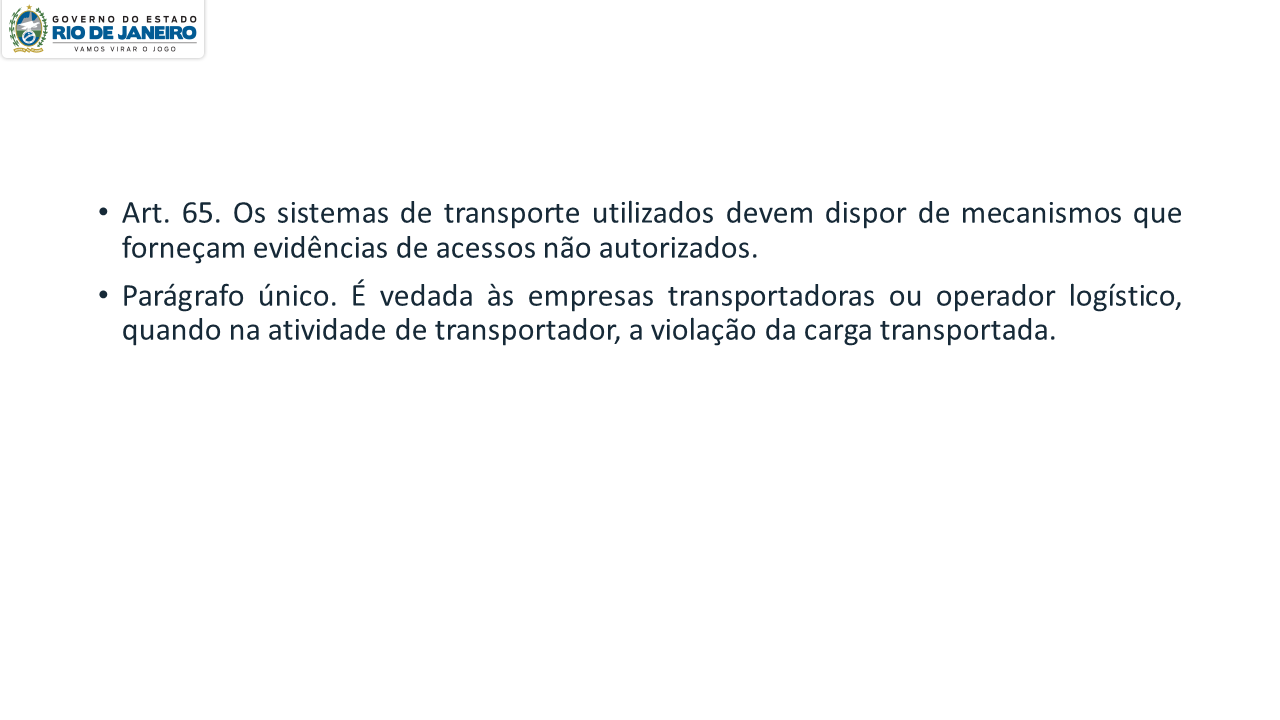 GOVERNO DO ESTADO
RIO DE JANEIRO
VAMOS VIRAR O JOGO
• Art. 65. Os sistemas de transporte utilizados devem dispor de mecanismos que
forneçam evidências de acessos não autorizados.
• Parágrafo único. É vedada às empresas transportadoras ou operador logístico,
quando na atividade de transportador, a violação da carga transportada.